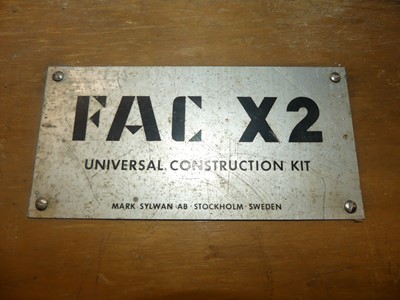 FAC X2
UNIVERSAL CONSTRUCTION KIT
MARK SYLWAN AB · STOCKHOLM · SWEDEN